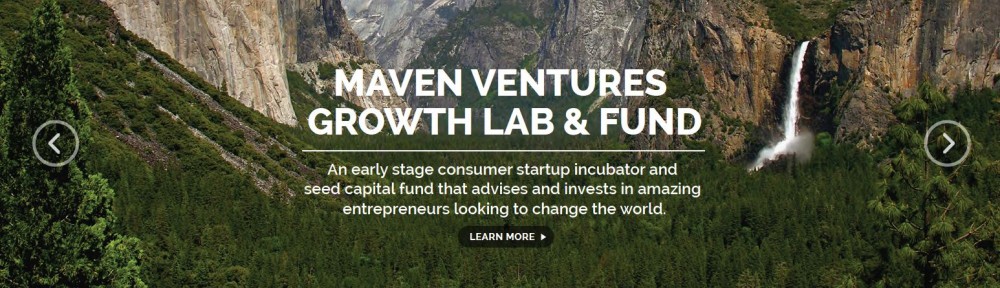 MAVEN VENTURES
GROWTH LAB & FUND
An early stage consumer startup incubator and
seed capital fund that advises and invests in amazing
entrepreneurs looking to change the world.
LEARN MORE